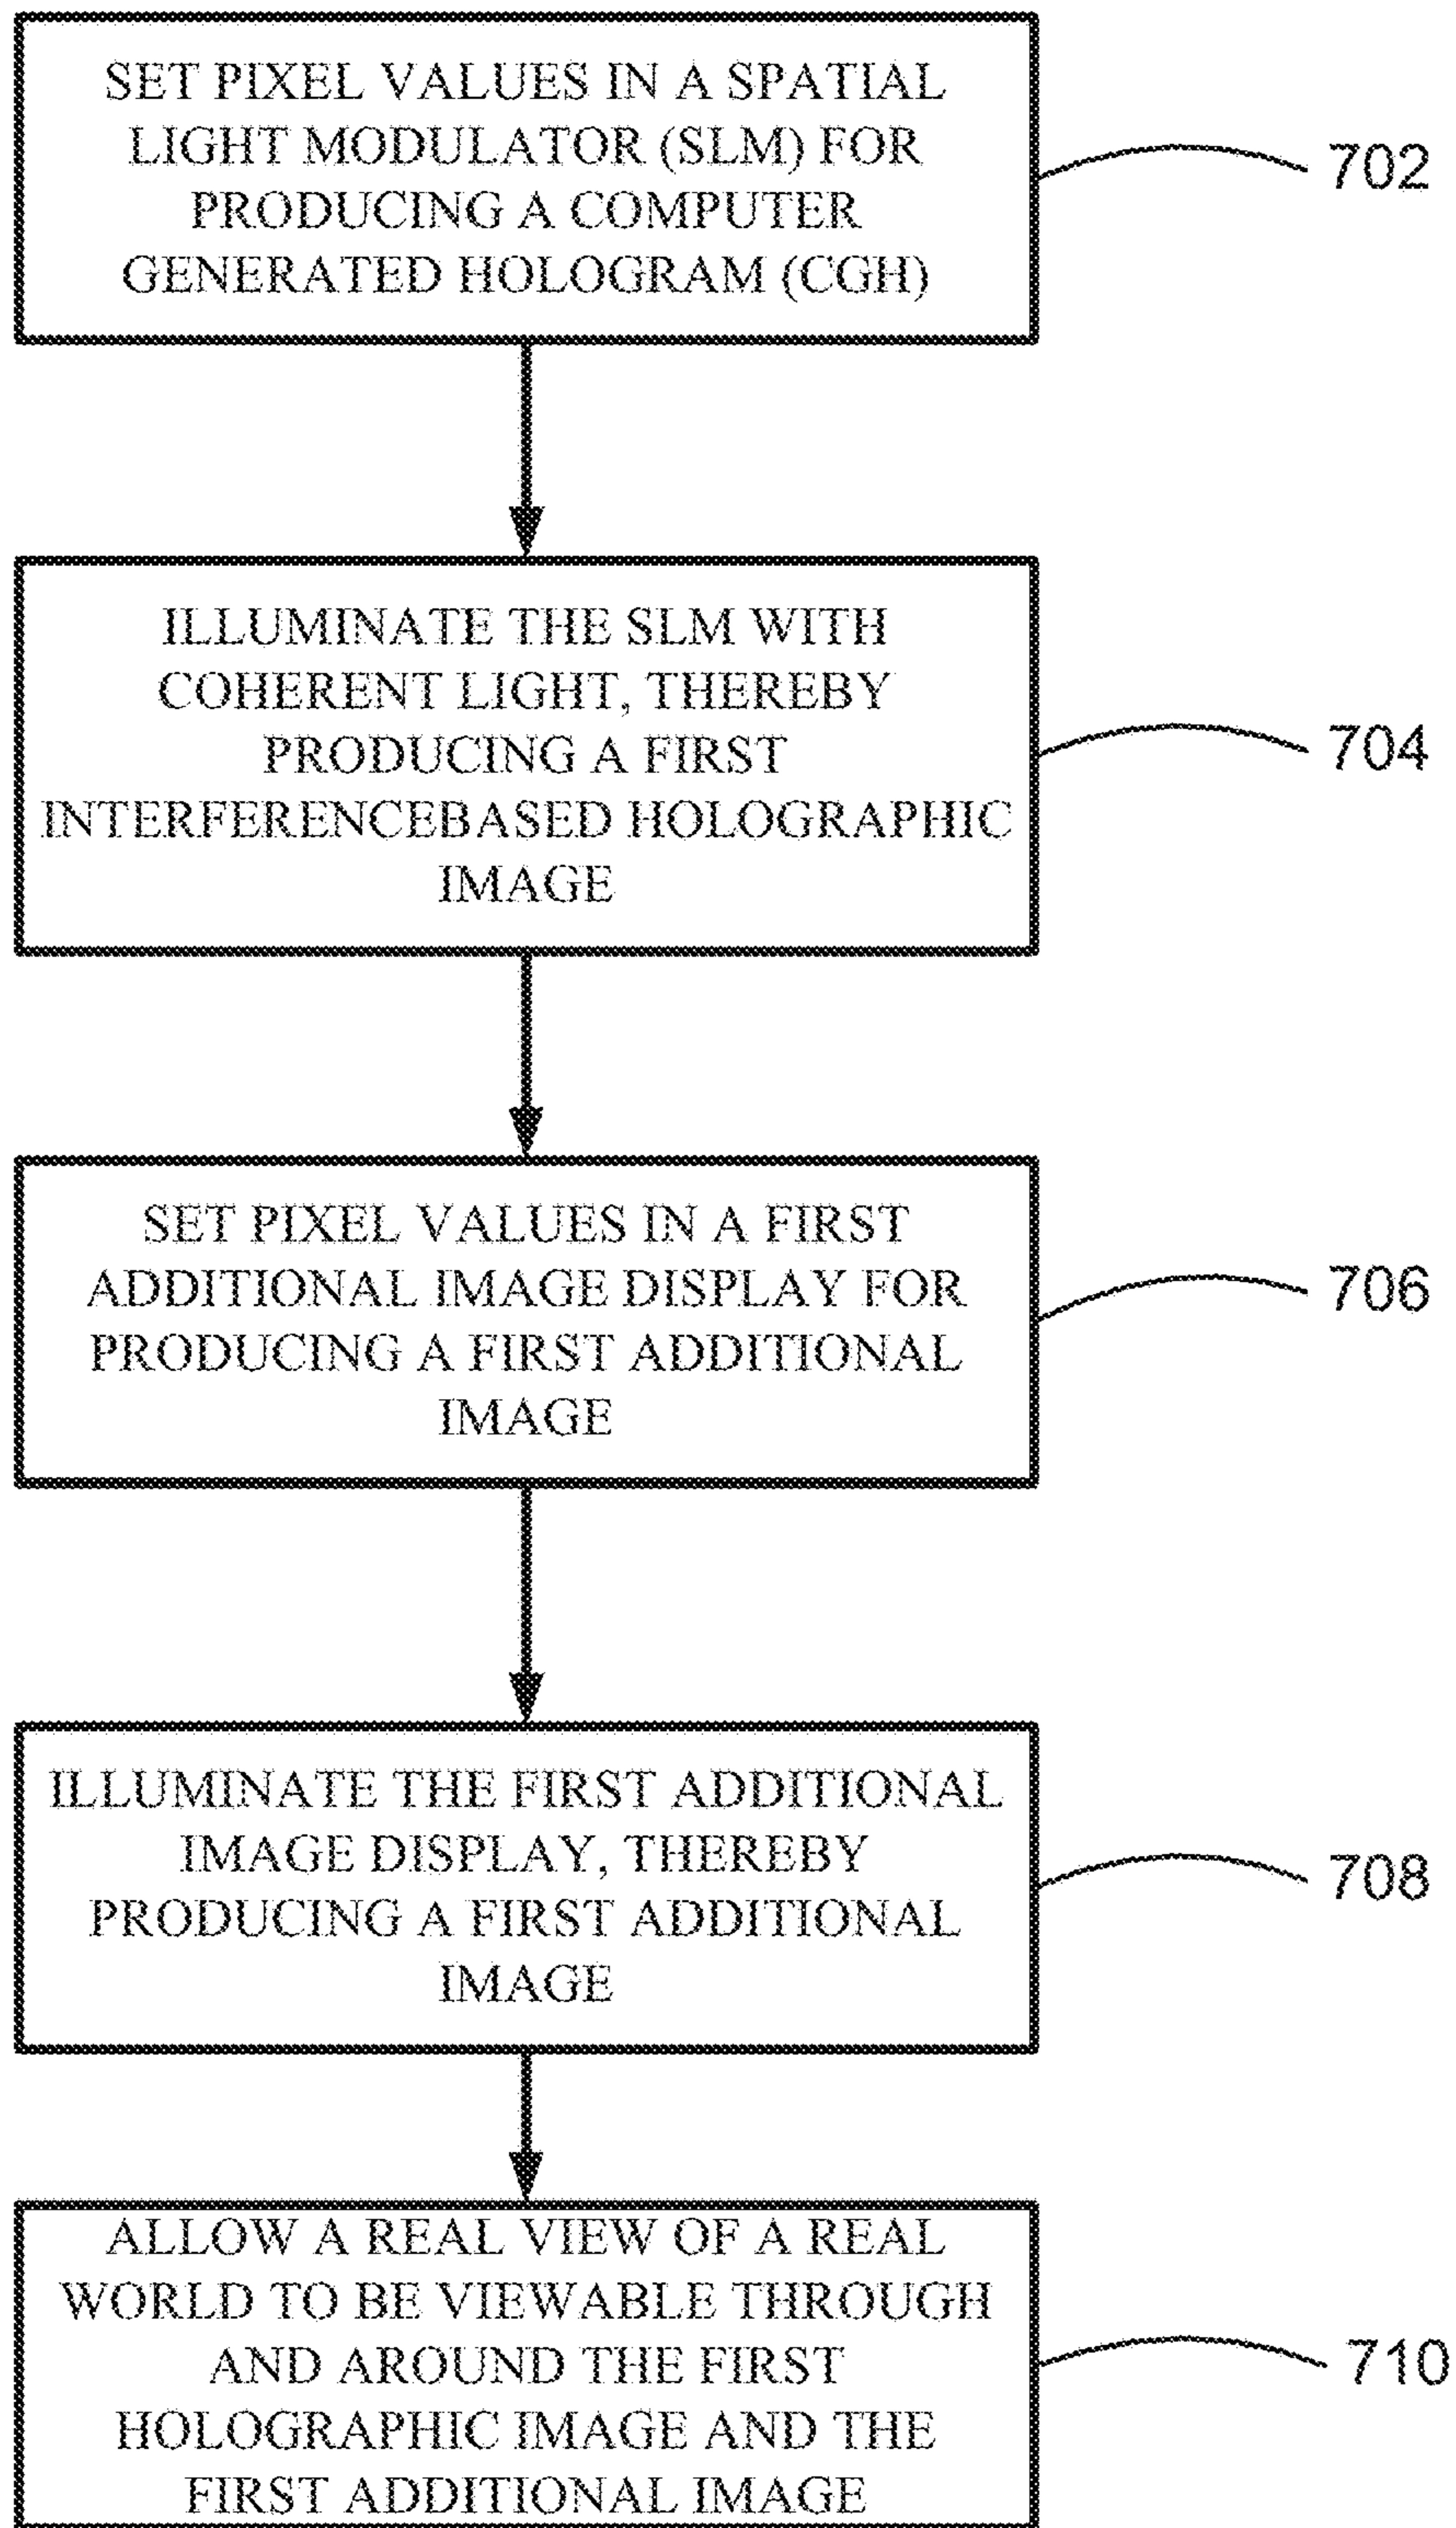 SET PIXEL VALUES IN A SPATIAL
LIGHT MODULATOR (SLM) FOR
PRODUCING A COMPUTER
GENERATED HOLOGRAM (CGH)
702
ILLUMINATE THE SLM WITH
COHERENT LIGHT, THEREBY
PRODUCING A FIRST
INTERFERENCEBASED HOLOGRAPHIC
IMAGE
704
SET PIXEL VALUES IN A FIRST
ADDITIONAL IMAGE DISPLAY FOR
PRODUCING A FIRST ADDITIONAL
IMAGE
706
ILLUMINATE THE FIRST ADDITIONAL
IMAGE DISPLAY, THEREBY
PRODUCING A FIRST ADDITIONAL
IMAGE
708
ALLOW A REAL VIEW OF A REAL
WORLD TO BE VIEWABLE THROUGH
AND AROUND THE FIRST
HOLOGRAPHIC IMAGE AND THE
FIRST ADDITIONAL IMAGE
710